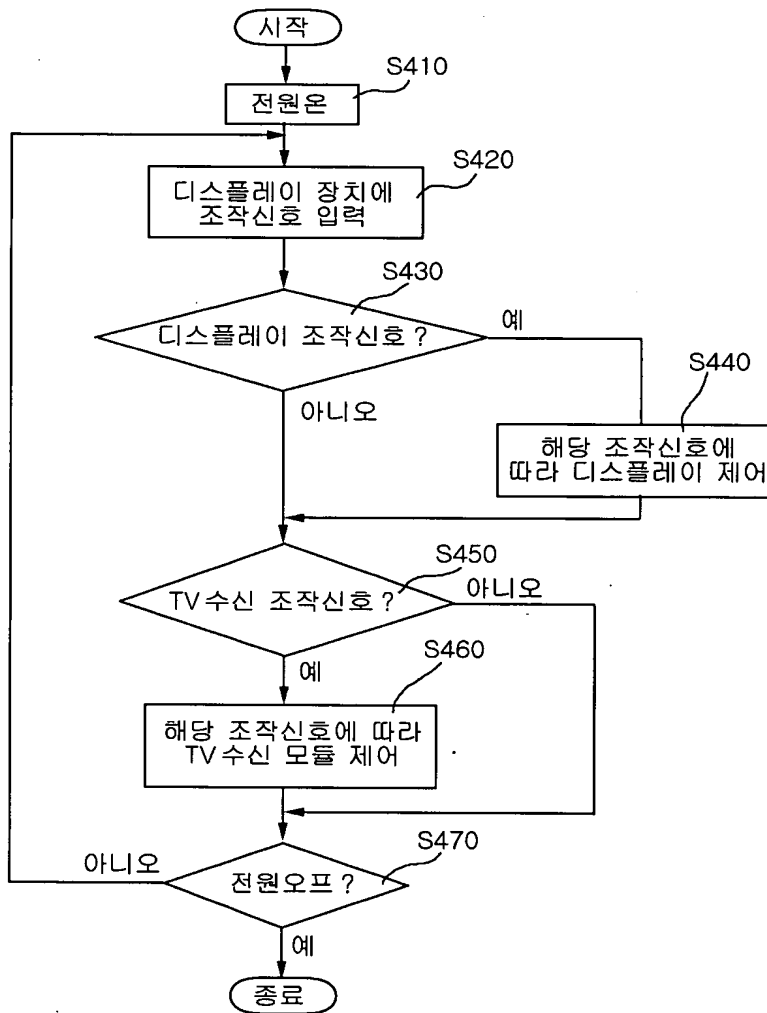 시작
S410
전원온
S420
디스플레이 장치에
조작신호 입력
S430
디스플레이 조작신호 ?
예
아니오
S440
해당 조작신호에
따라 디스플레이 제어
S450
TV수신 조작신호 ?
아니오
예
S460
해당 조작신호에 따라
TV수신 모듈 제어
S470
아니오
전원오프 ?
예
종료